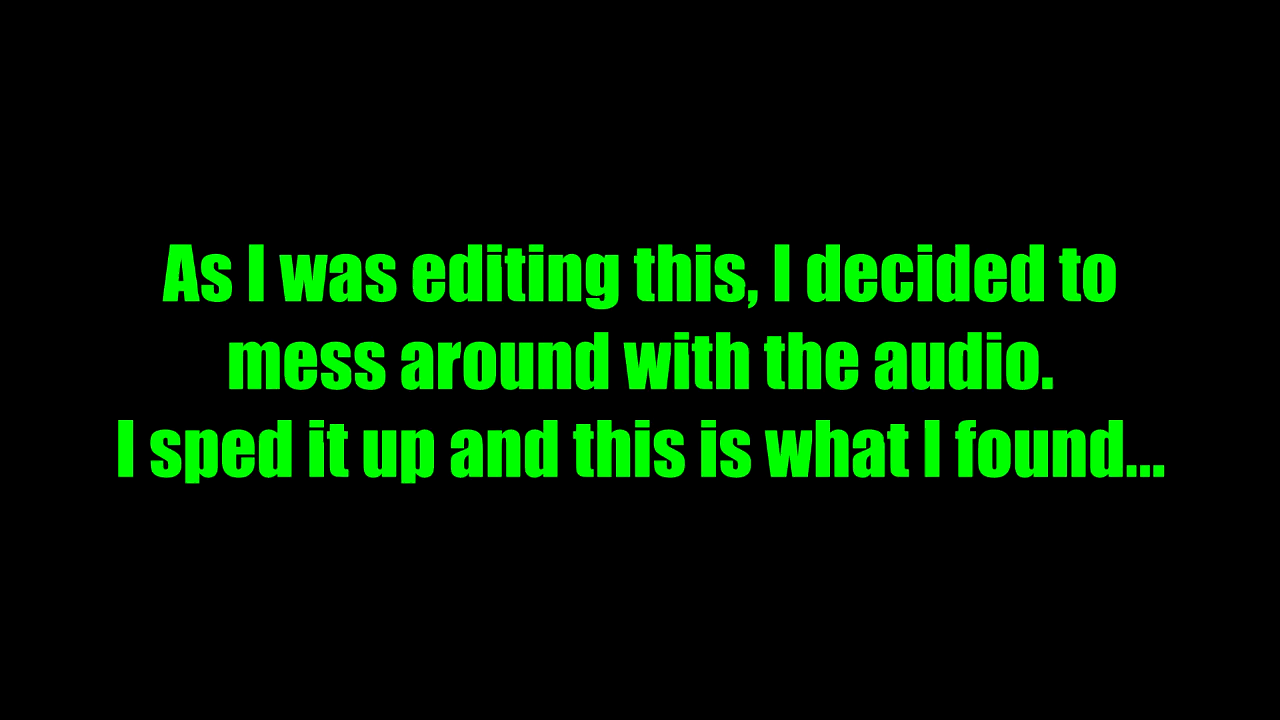 As I was editing this, I decided to
mess around with the audio.
I sped it up and this is what I found...